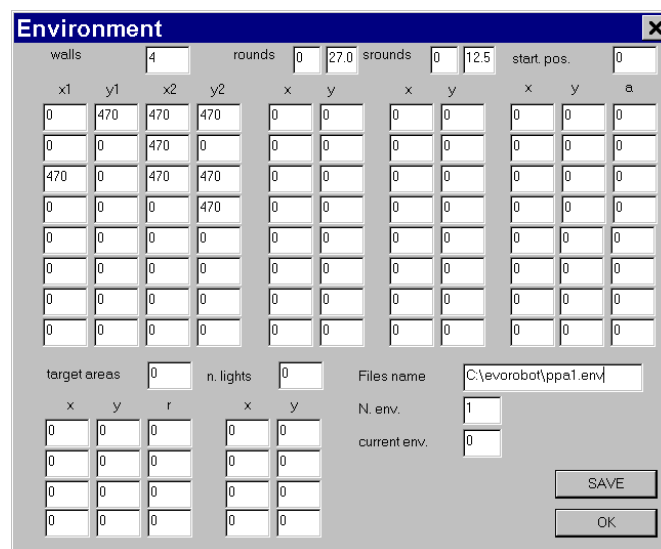 Environment
walls 4 rounds 0 27.0 srounds 0 12.5 start. pos. 0
x1 y1 x2 y2 x y x y x y a
0 470 470 470 0 0 0 0 0 0 0
0 0 470 0 0 0 0 0 0 0 0
470 0 470 470 0 0 0 0 0 0 0
0 0 0 470 0 0 0 0 0 0 0
0 0 0 0 0 0 0 0 0 0 0
0 0 0 0 0 0 0 0 0 0 0
0 0 0 0 0 0 0 0 0 0 0
0 0 0 0 0 0 0 0 0 0 0
target areas 0 n. lights 0 Files name C:\evorobot\ppa1.env
x y r x y N. env. 1
0 0 0 0 0 current env. 0
0 0 0 0 0
0 0 0 0 0 SAVE
0 0 0 0 0 OK